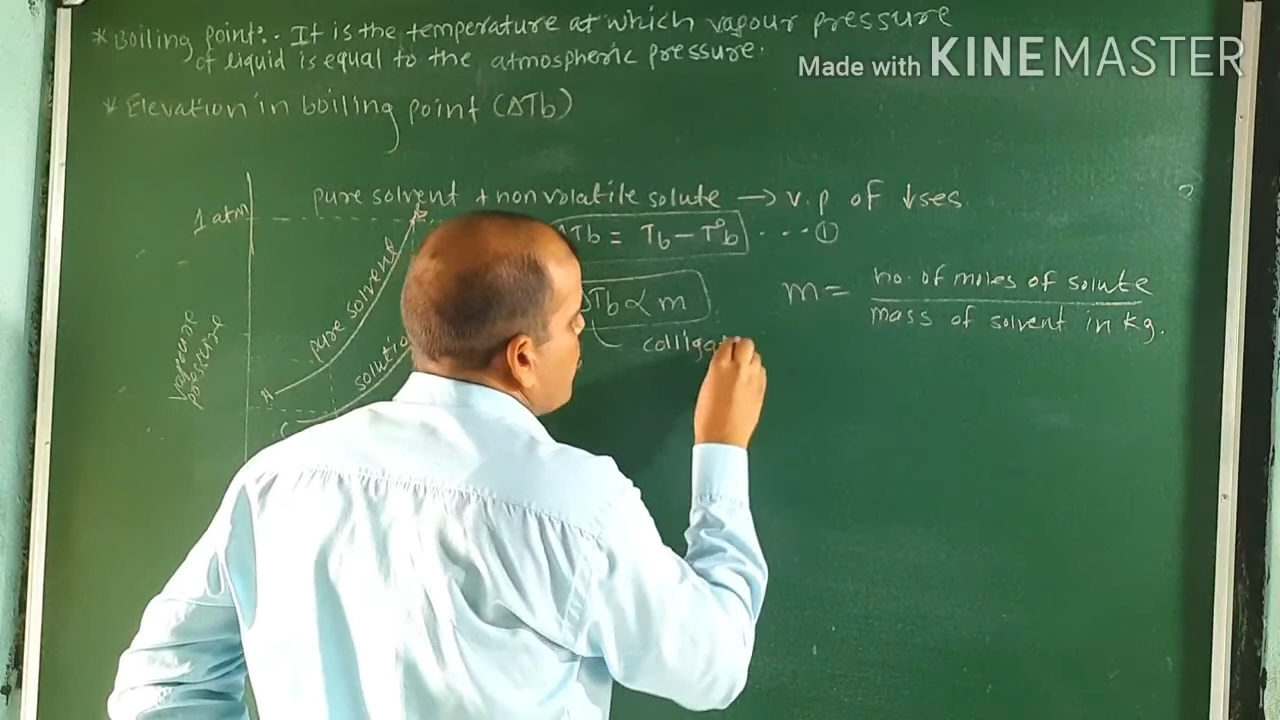 * Boiling point:- It is the temperature at which vapour pressure
of liquid is equal to the atmospheric pressure.
Made with KINEMASTER
* Elevation in boiling point (ΔTb)
pure solvent + nonvolatile solute → v.p of ↓ses.
1 atm
B
ΔTb = Tb - T°b ---- ①
ΔTb ∝ m
m = no. of moles of solute
mass of solvent in kg.
colligat
pure solvent
solution
vapour
pressure
A
C